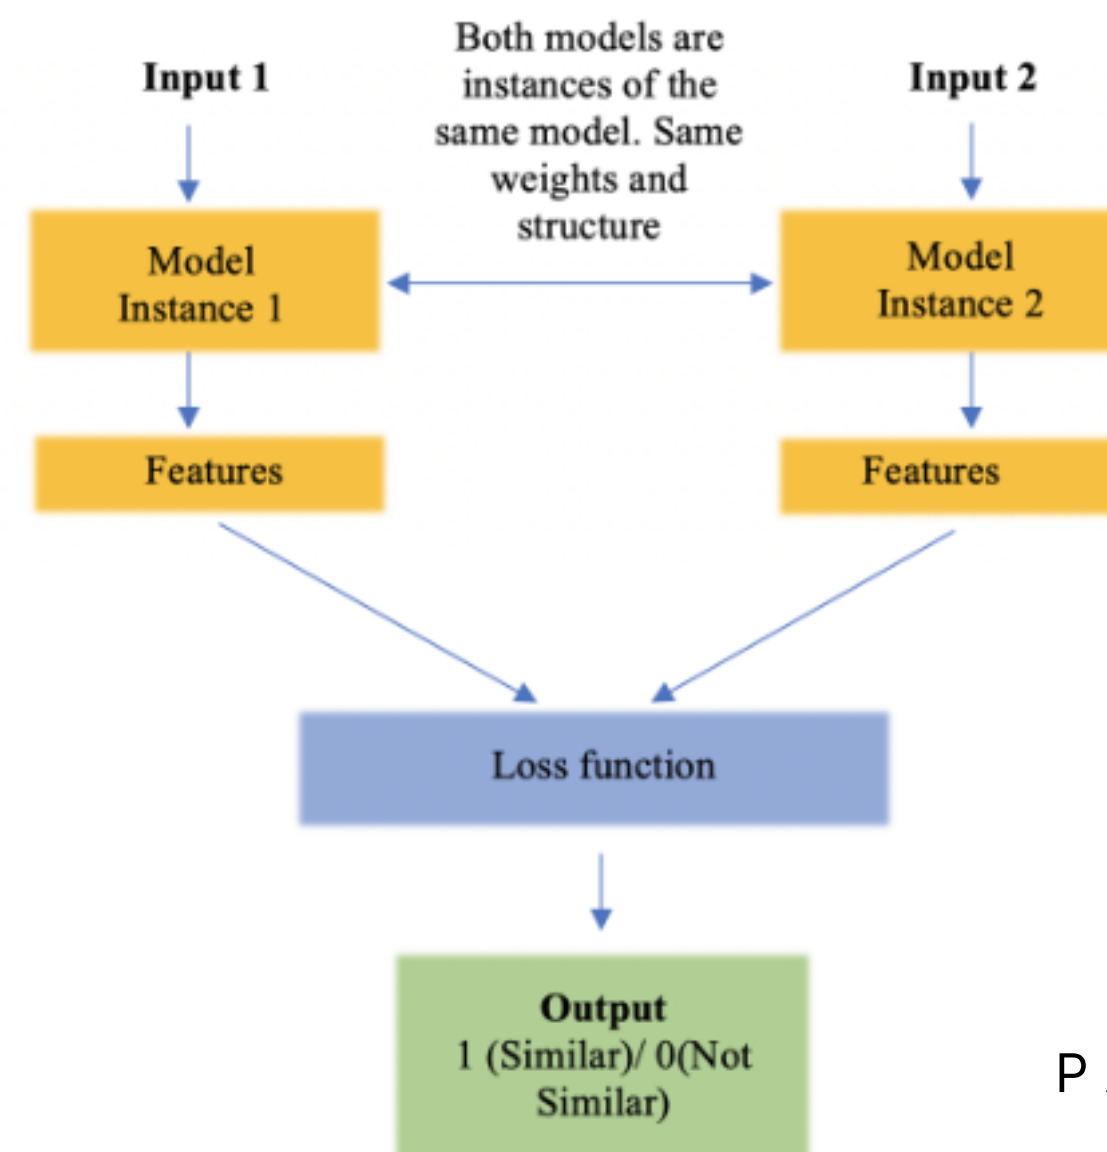 Input 1
Both models are
instances of the
same model. Same
weights and
structure
Input 2
Model
Instance 1
Model
Instance 2
Features
Features
Loss function
Output
1 (Similar)/ 0(Not
Similar)
P